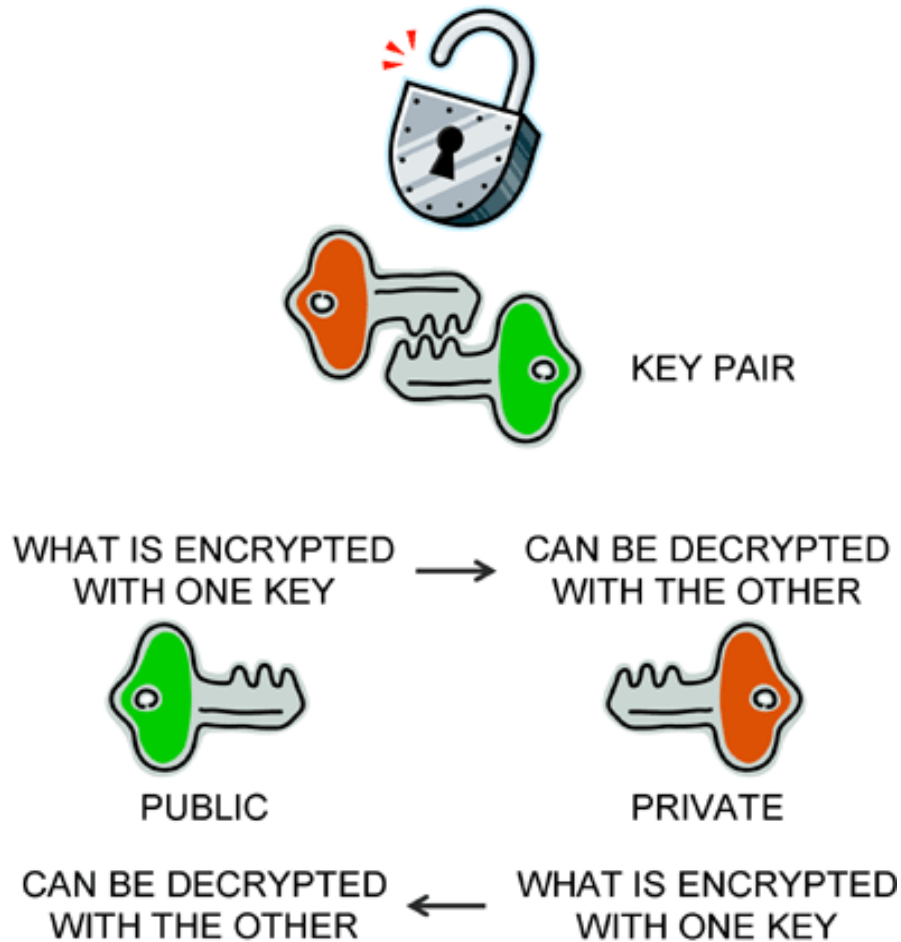 KEY PAIR
WHAT IS ENCRYPTED
WITH ONE KEY
CAN BE DECRYPTED
WITH THE OTHER
PUBLIC
PRIVATE
CAN BE DECRYPTED
WITH THE OTHER
WHAT IS ENCRYPTED
WITH ONE KEY